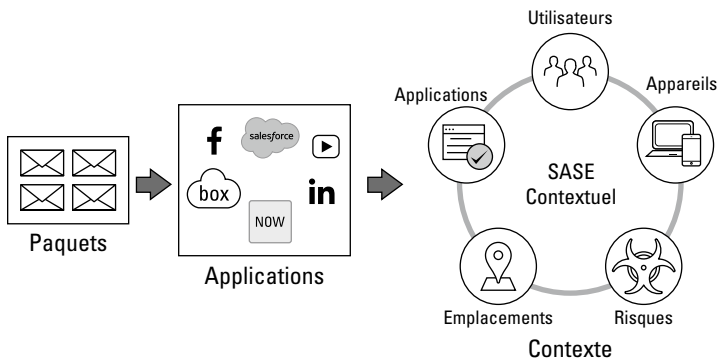 Paquets
f
salesforce
box
in
NOW
Applications
Utilisateurs
Applications
Appareils
SASE
Contextuel
Emplacements
Risques
Contexte